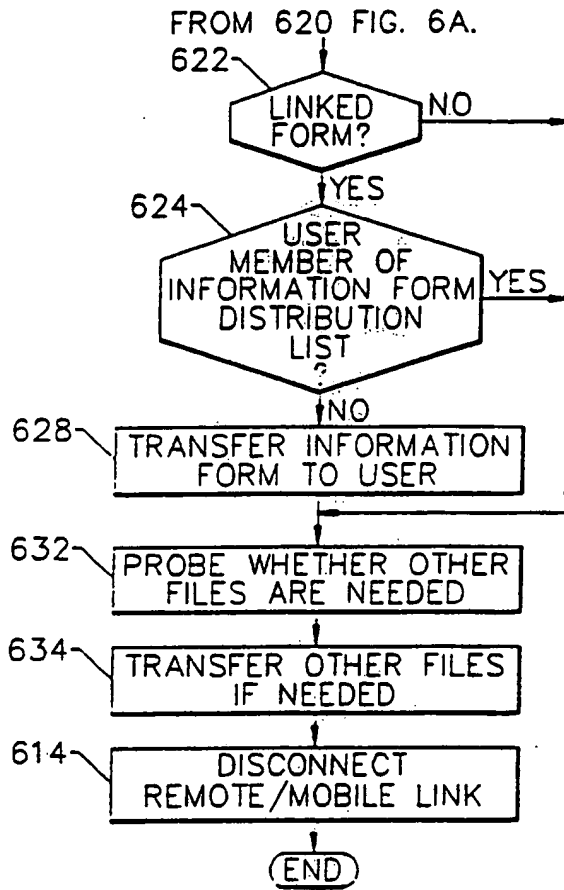 FROM 620 FIG. 6A.
622
LINKED
FORM?
NO
YES
624
USER
MEMBER OF
INFORMATION FORM
DISTRIBUTION
LIST
?
YES
NO
628
TRANSFER INFORMATION
FORM TO USER
632
PROBE WHETHER OTHER
FILES ARE NEEDED
634
TRANSFER OTHER FILES
IF NEEDED
614
DISCONNECT
REMOTE/MOBILE LINK
END